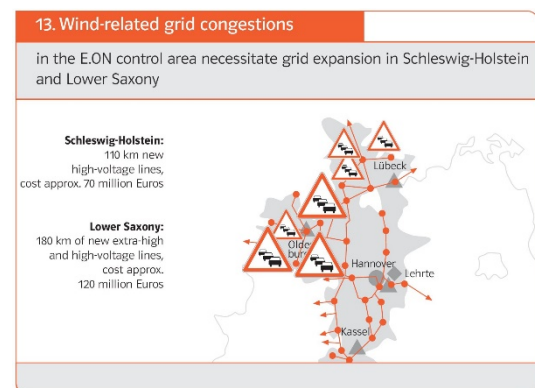 13. Wind-related grid congestions
in the E.ON control area necessitate grid expansion in Schleswig-Holstein
and Lower Saxony
Schleswig-Holstein:
110 km new
high-voltage lines,
cost approx. 70 million Euros
Lower Saxony:
180 km of new extra-high
and high-voltage lines,
cost approx.
120 million Euros
Lübeck
Olden
burg
Hannover
Lehrte
Kassel